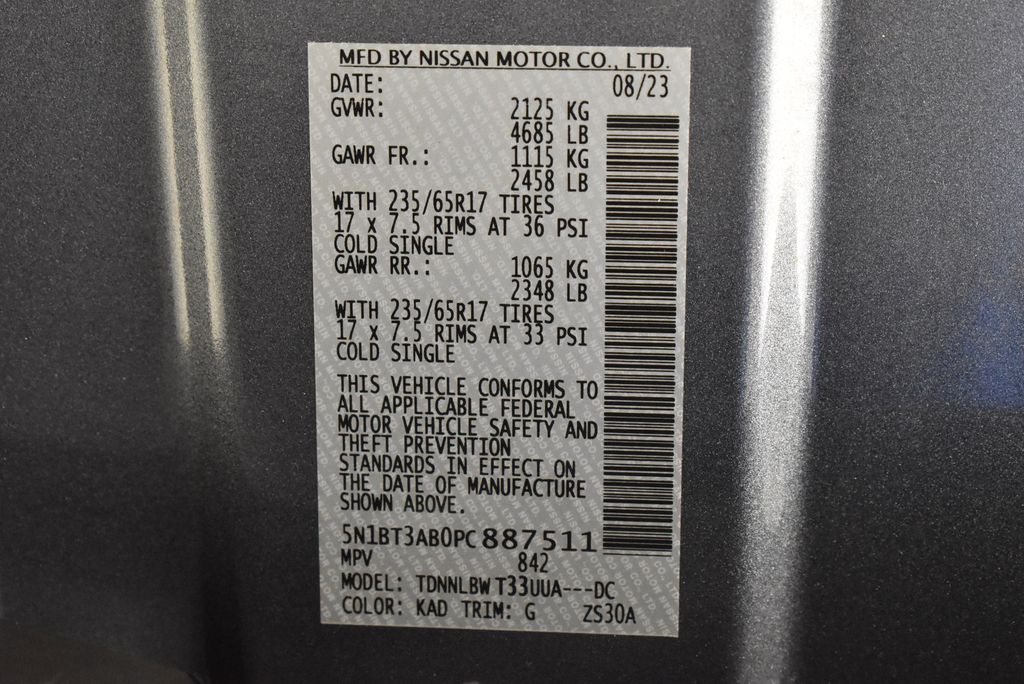 MFD BY NISSAN MOTOR CO., LTD.
DATE: 08/23
GVWR: 2125 KG
4685 LB
GAWR FR.: 1115 KG
2458 LB
WITH 235/65R17 TIRES
17 x 7.5 RIMS AT 36 PSI
COLD SINGLE
GAWR RR.: 1065 KG
2348 LB
WITH 235/65R17 TIRES
17 x 7.5 RIMS AT 33 PSI
COLD SINGLE
THIS VEHICLE CONFORMS TO
ALL APPLICABLE FEDERAL
MOTOR VEHICLE SAFETY AND
THEFT PREVENTION
STANDARDS IN EFFECT ON
THE DATE OF MANUFACTURE
SHOWN ABOVE.
5N1BT3AB0PC887511
MPV 842
MODEL: TDNNLBW T33UUA---DC
COLOR: KAD TRIM: G ZS30A